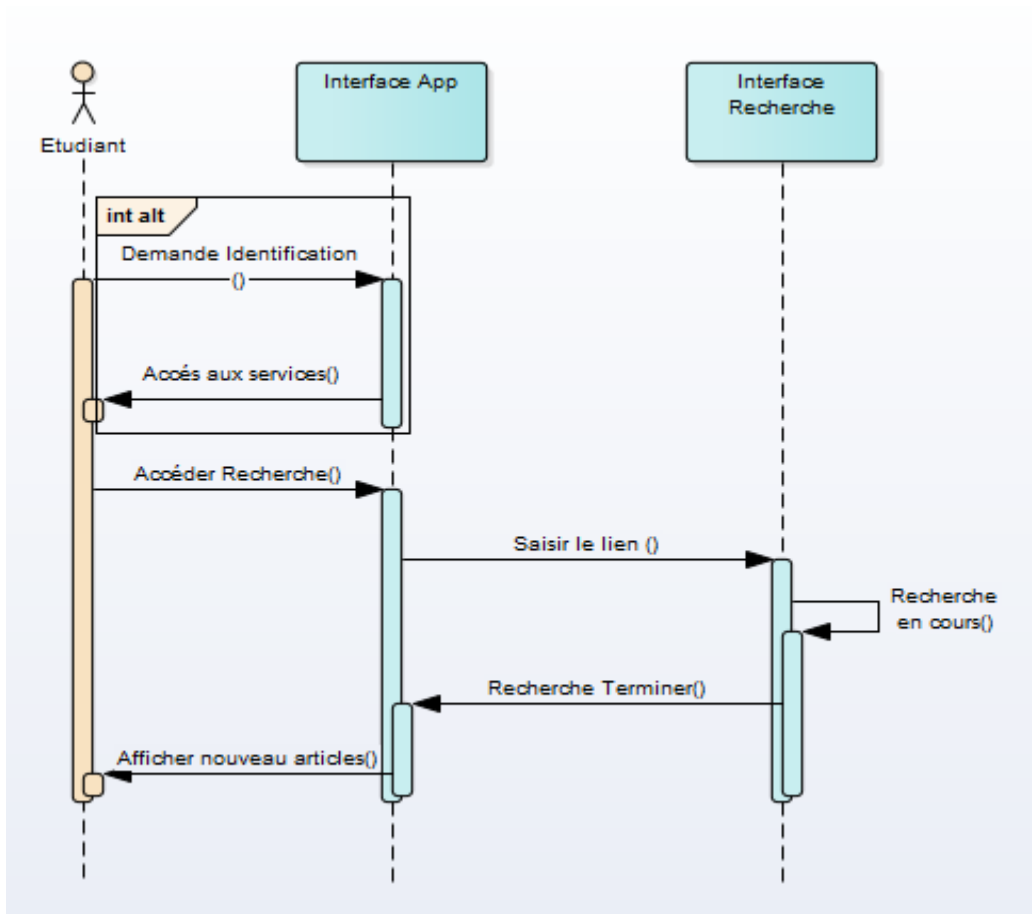 Etudiant
Interface App
Interface
Recherche
int alt
Demande Identification
()
Accés aux services()
Accéder Recherche()
Saisir le lien ()
Recherche
en cours()
Recherche Terminer()
Afficher nouveau articles()